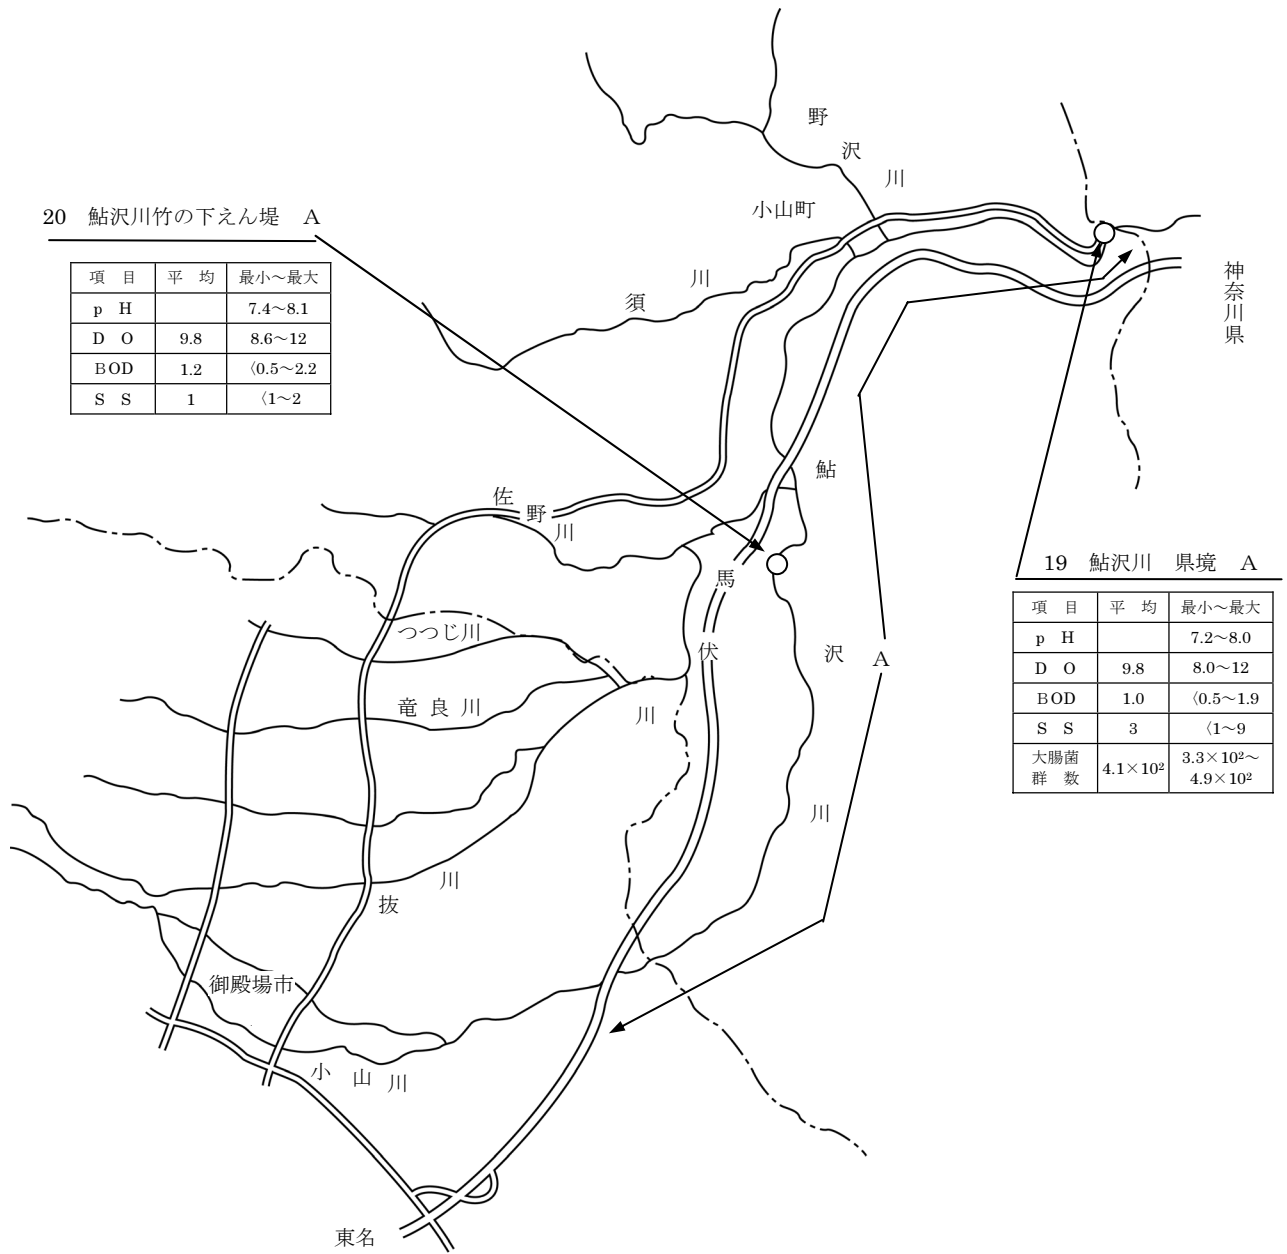 野
沢
川
小山町
20 鮎沢川竹の下えん堤 A
項 目 平 均 最小～最大
p H 7.4～8.1
D O 9.8 8.6～12
BOD 1.2 〈0.5～2.2
S S 1 〈1～2
須
川
神奈川県
鮎
沢
川
佐
野
川
馬
伏
川
19 鮎沢川 県境 A
項 目 平 均 最小～最大
p H 7.2～8.0
D O 9.8 8.0～12
BOD 1.0 〈0.5～1.9
S S 3 〈1～9
大腸菌
群 数 4.1×10² 3.3×10²～
4.9×10²
つつじ川
A
竜良川
抜
川
御殿場市
小山川
東名